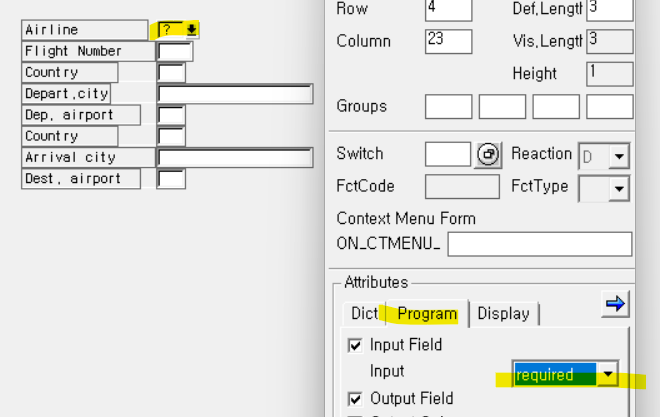 Airline ?
Flight Number
Country
Depart.city
Dep. airport
Country
Arrival city
Dest. airport
Row 4 Def.Lengtl 3
Column 23 Vis.Lengtl 3
Height 1
Groups
Switch Reaction D
FctCode FctType
Context Menu Form
ON_CTMENU_
Attributes
Dict Program Display
Input Field
Input required
Output Field